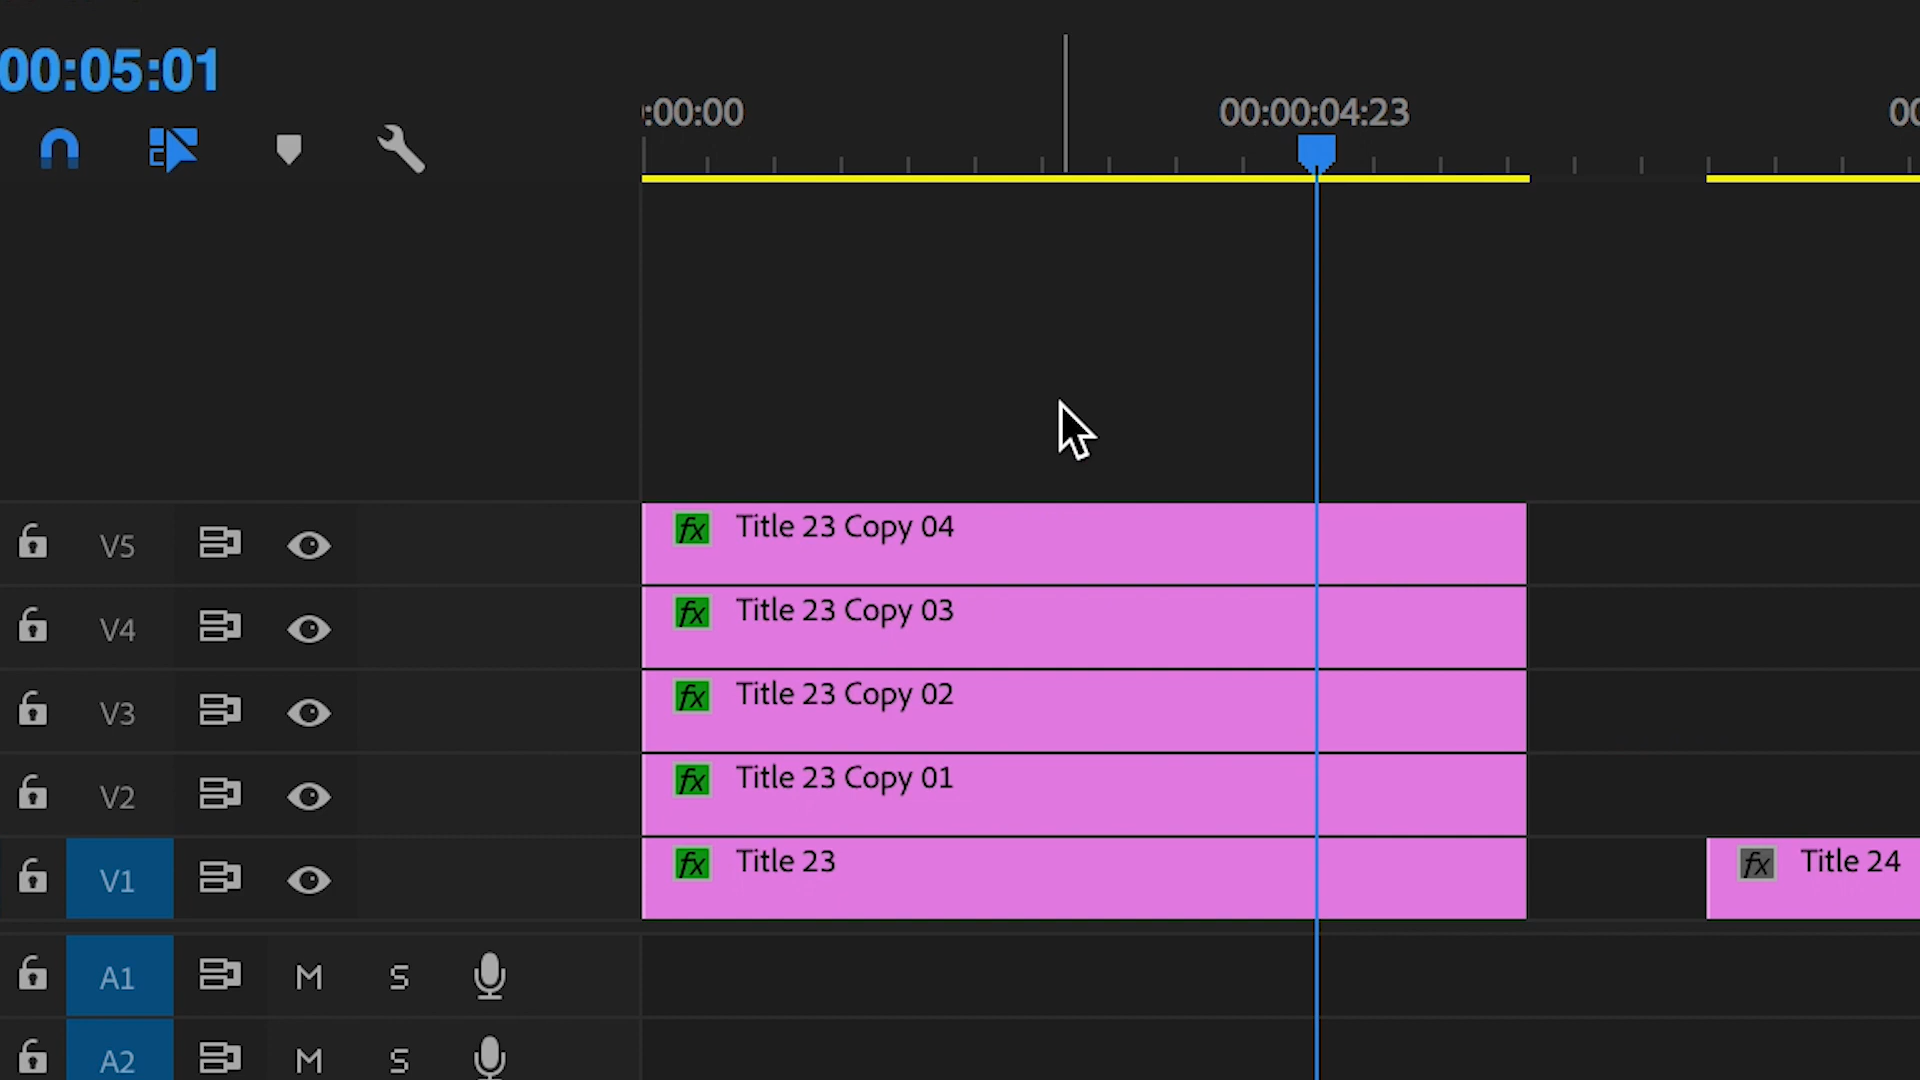 00:05:01
:00:00
00:00:04:23
00
V5
fx Title 23 Copy 04
V4
fx Title 23 Copy 03
V3
fx Title 23 Copy 02
V2
fx Title 23 Copy 01
V1
fx Title 23
fx Title 24
A1 M S
A2 M S